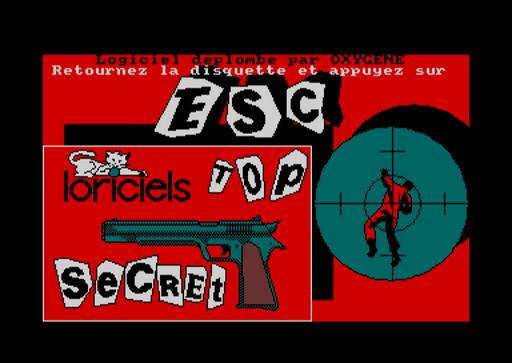 Logiciel deplombe par OXYGENE
Retournez la disquette et appuyez sur
ESC
loriciels
TOP
SeCRET